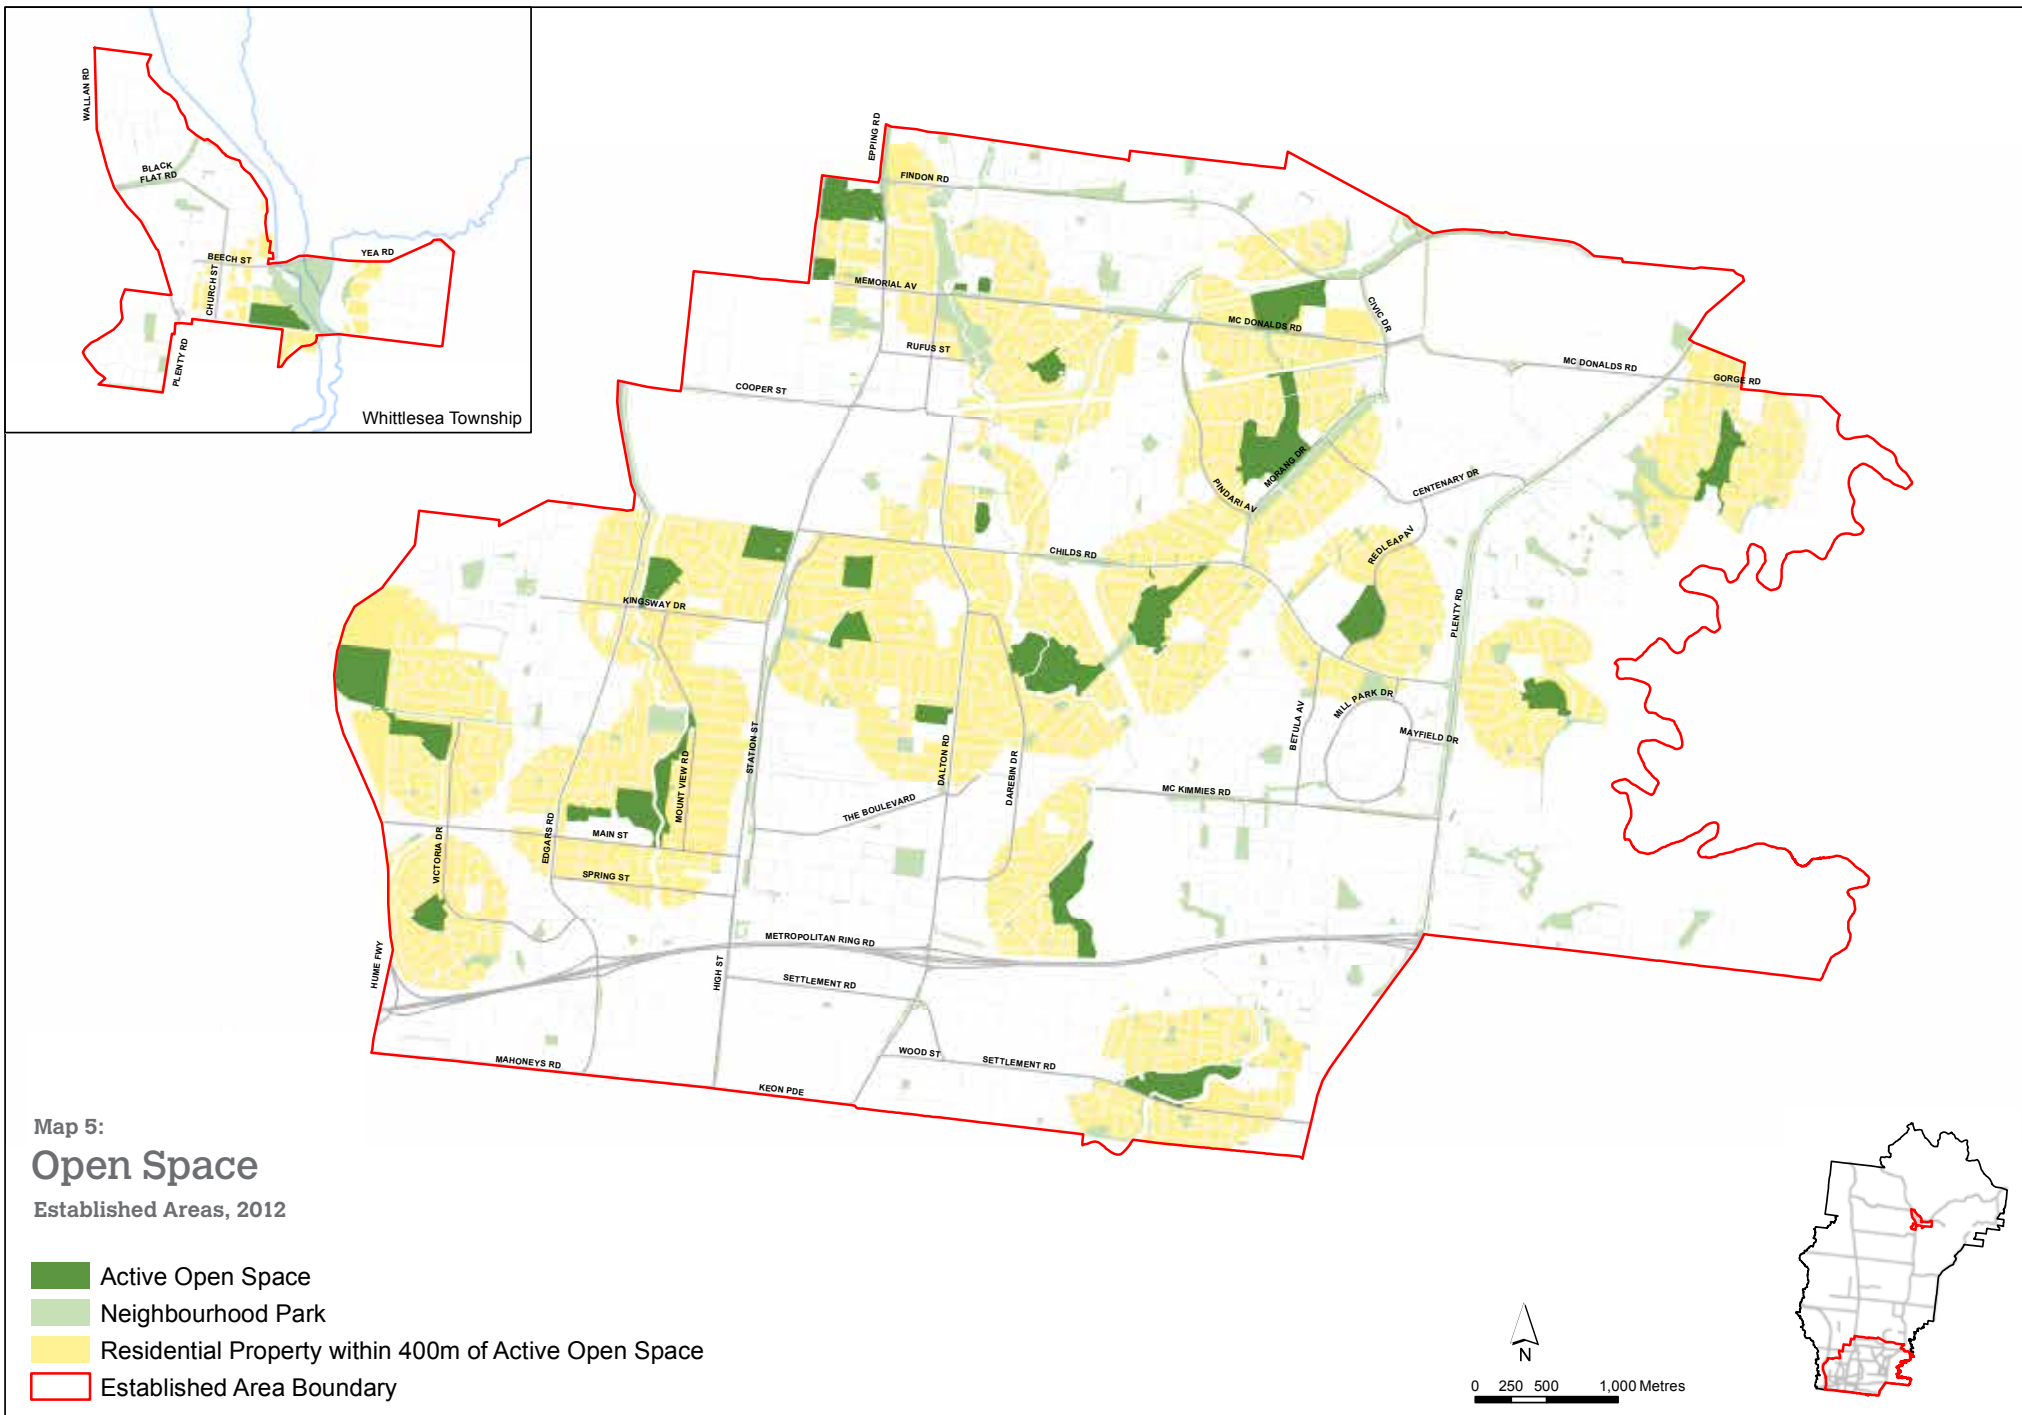 WALLAN RD
BLACK
FLAT RD
BEECH ST
CHURCH ST
YEA RD
PLENTY RD
Whittlesea Township
EPPING RD
FINDON RD
MEMORIAL AV
RUFUS ST
COOPER ST
MC DONALDS RD
CIVIC DR
MC DONALDS RD
GORGE RD
MORANG DR
PINDARI AV
CENTENARY DR
REDLEAP AV
CHILDS RD
KINGSWAY DR
PLENTY RD
MILL PARK DR
BETULA AV
MAYFIELD DR
STATION ST
MOUNT VIEW RD
DALTON RD
DAREBIN DR
MC KIMMIES RD
THE BOULEVARD
EDGARS RD
MAIN ST
VICTORIA DR
SPRING ST
HUME FWY
HIGH ST
METROPOLITAN RING RD
SETTLEMENT RD
MAHONEYS RD
KEON PDE
WOOD ST
SETTLEMENT RD
Map 5:
Open Space
Established Areas, 2012
Active Open Space
Neighbourhood Park
Residential Property within 400m of Active Open Space
Established Area Boundary
N
0 250 500 1,000 Metres